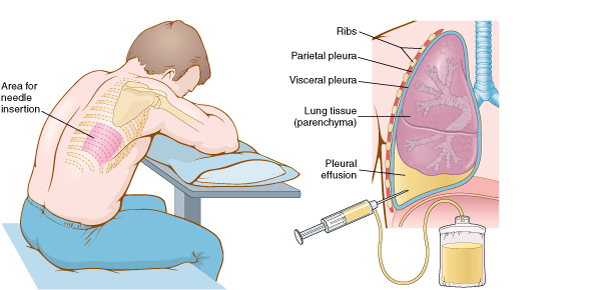 Area for
needle
insertion
Ribs
Parietal pleura
Visceral pleura
Lung tissue
(parenchyma)
Pleural
effusion